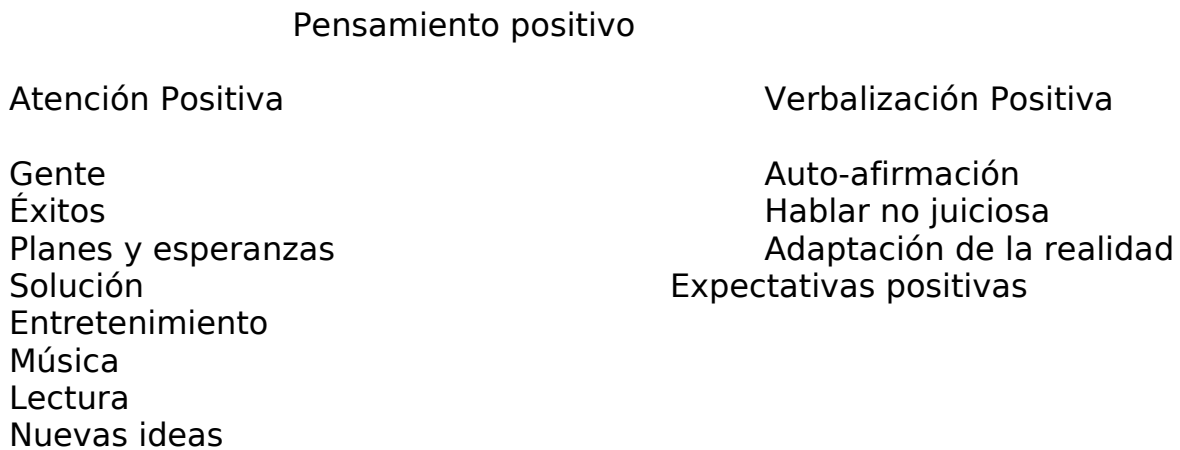 Pensamiento positivo
Atención Positiva Verbalización Positiva
Gente Auto-afirmación
Éxitos Hablar no juiciosa
Planes y esperanzas Adaptación de la realidad
Solución Expectativas positivas
Entretenimiento
Música
Lectura
Nuevas ideas